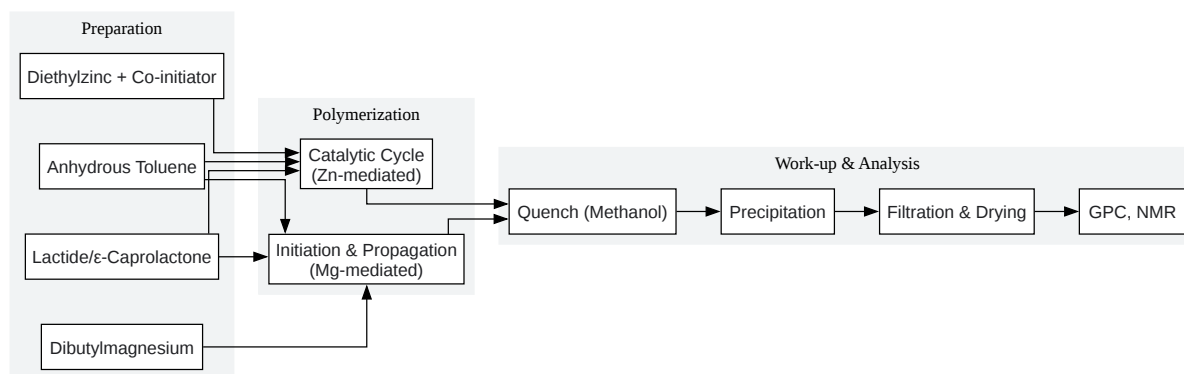 Preparation
Diethylzinc + Co-initiator
Anhydrous Toluene
Lactide/ε-Caprolactone
Dibutylmagnesium
Polymerization
Catalytic Cycle
(Zn-mediated)
Initiation & Propagation
(Mg-mediated)
Work-up & Analysis
Quench (Methanol)
Precipitation
Filtration & Drying
GPC, NMR